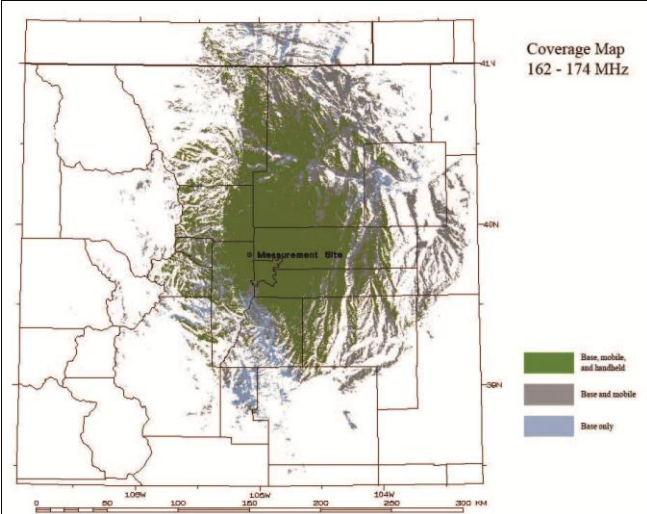 Coverage Map
162 - 174 MHz
41N
40N
Measurement Site
39N
Base, mobile,
and handheld
Base and mobile
Base only
106W
105W
104W
0
50
100
150
200
250
300 KM